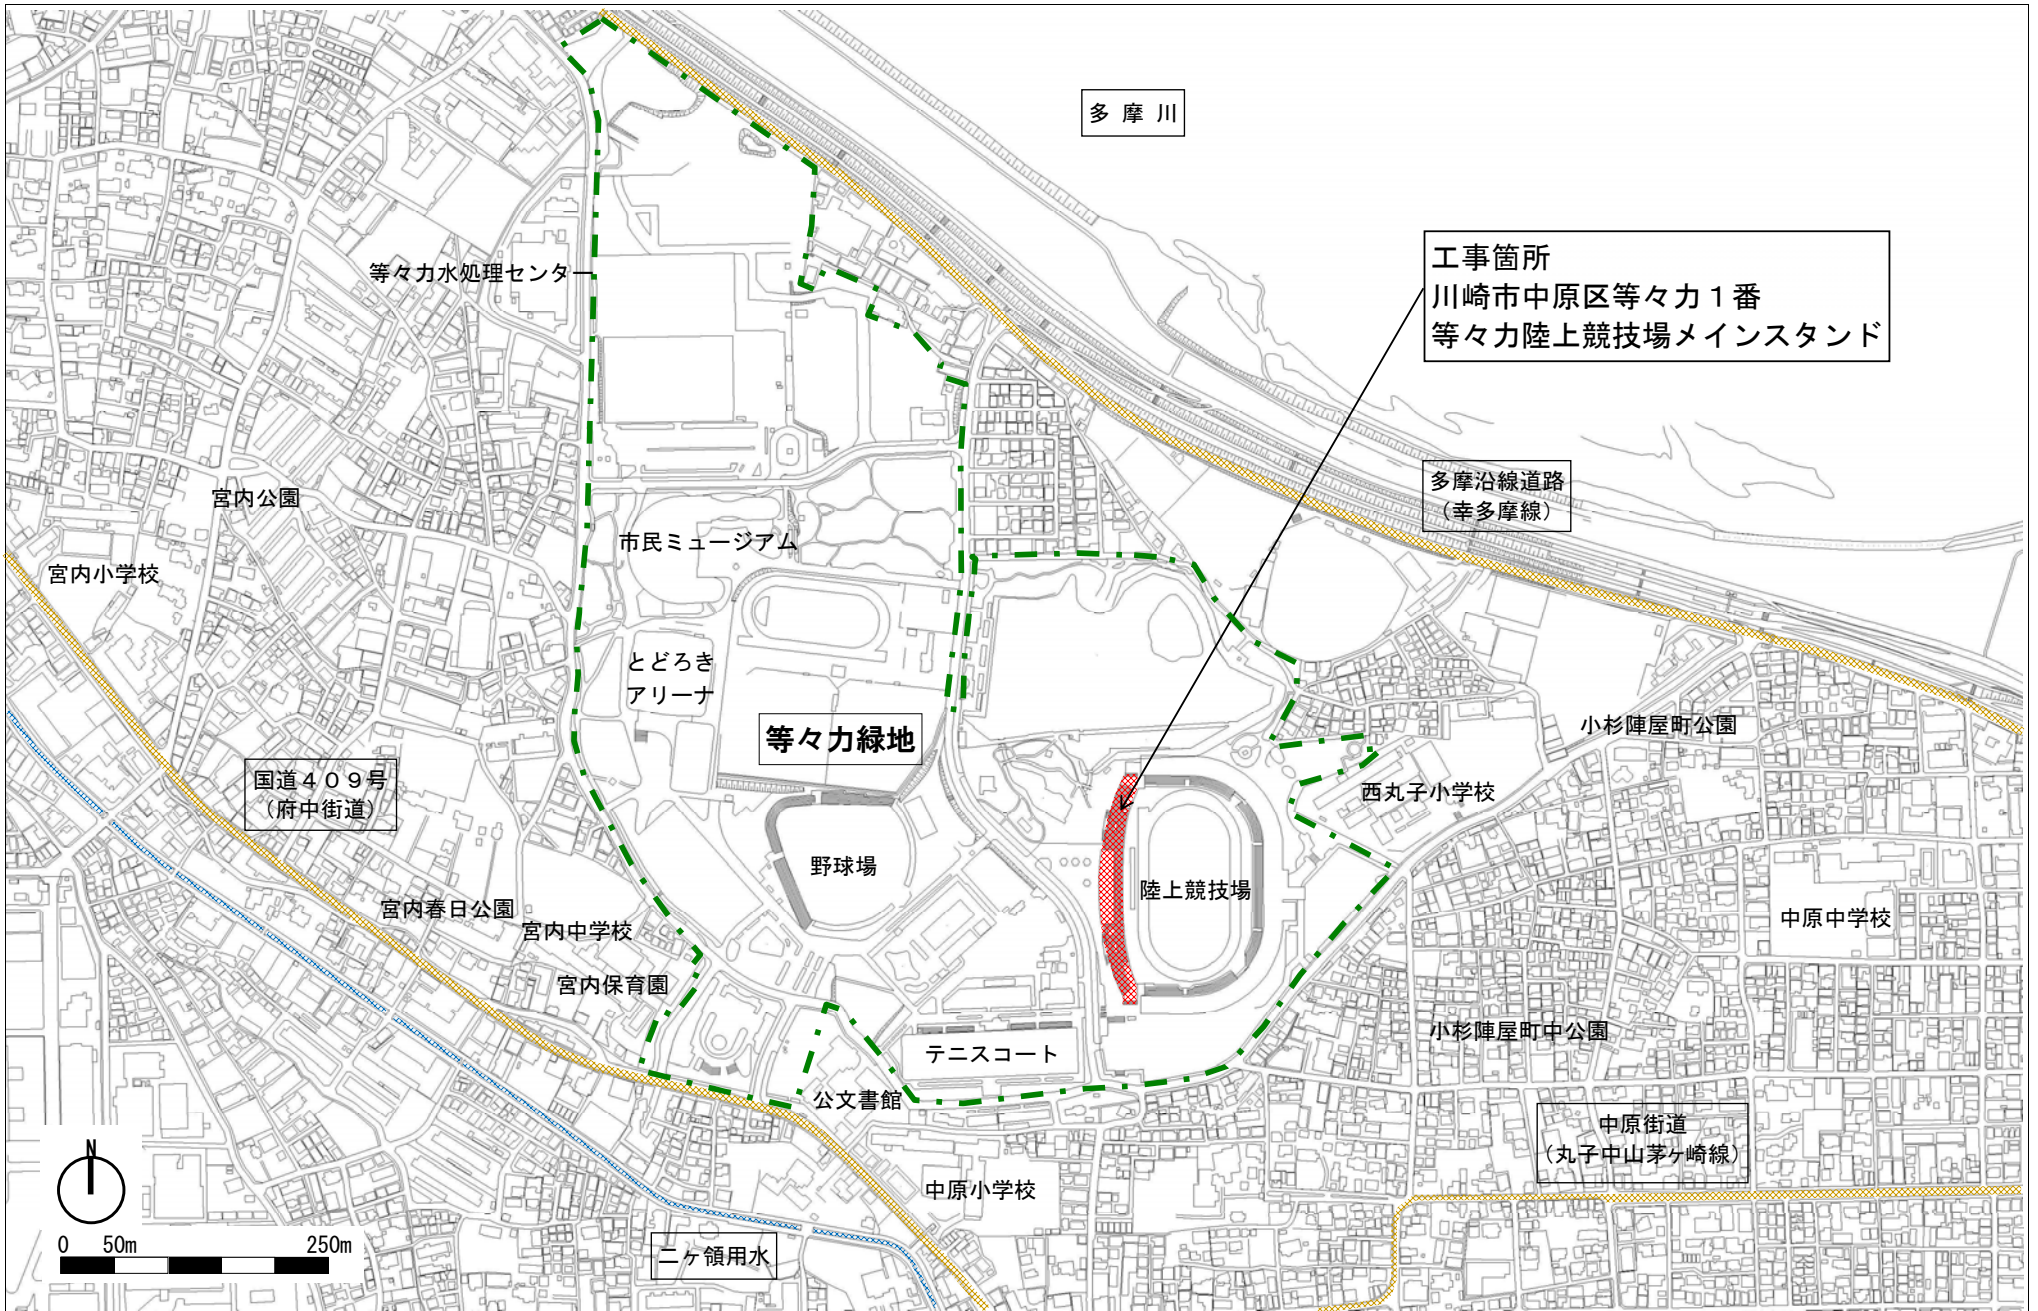 多 摩 川
工事箇所
川崎市中原区等々力１番
等々力陸上競技場メインスタンド
等々力水処理センター
多摩沿線道路
（幸多摩線）
宮内公園
市民ミュージアム
宮内小学校
とどろき
アリーナ
等々力緑地
小杉陣屋町公園
国道４０９号
（府中街道）
西丸子小学校
野球場
陸上競技場
宮内春日公園
宮内中学校
中原中学校
宮内保育園
小杉陣屋町中公園
テニスコート
公文書館
中原街道
（丸子中山茅ヶ崎線）
N
中原小学校
0 50m 250m
二ヶ領用水